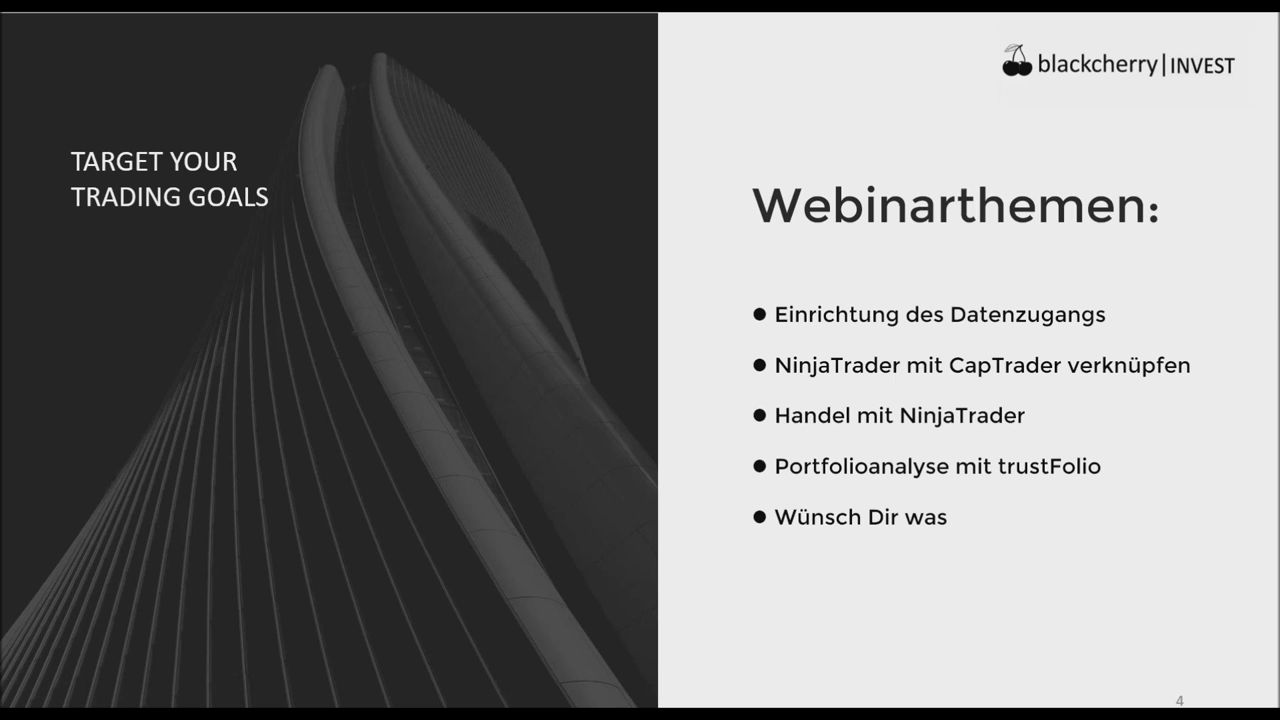 TARGET YOUR
TRADING GOALS
blackcherry|INVEST
Webinarthemen:
● Einrichtung des Datenzugangs
● NinjaTrader mit CapTrader verknüpfen
● Handel mit NinjaTrader
● Portfolioanalyse mit trustFolio
● Wünsch Dir was
4